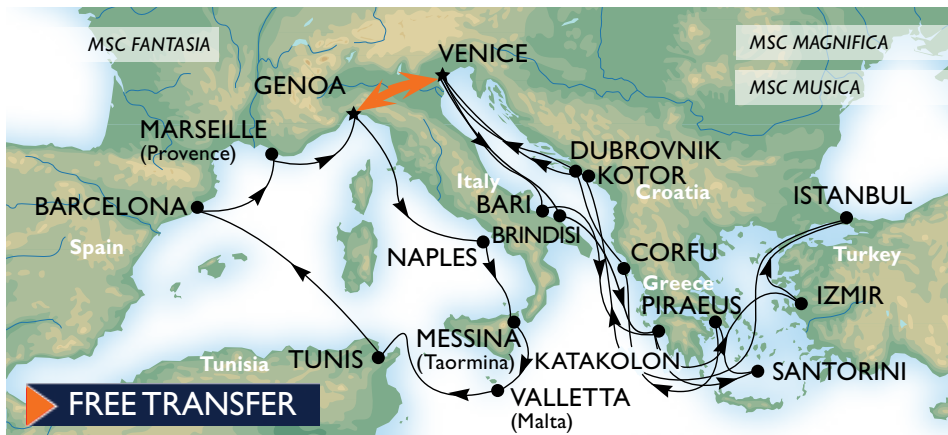 MSC FANTASIA
VENICE
MSC MAGNIFICA
MSC MUSICA
GENOA
MARSEILLE
(Provence)
DUBROVNIK
KOTOR
Croatia
Italy
BARI
BRINDISI
ISTANBUL
BARCELONA
Spain
NAPLES
CORFU
Turkey
Greece
PIRAEUS
IZMIR
MESSINA
(Taormina)
KATAKOLON
TUNIS
Tunisia
SANTORINI
VALLETTA
(Malta)
FREE TRANSFER